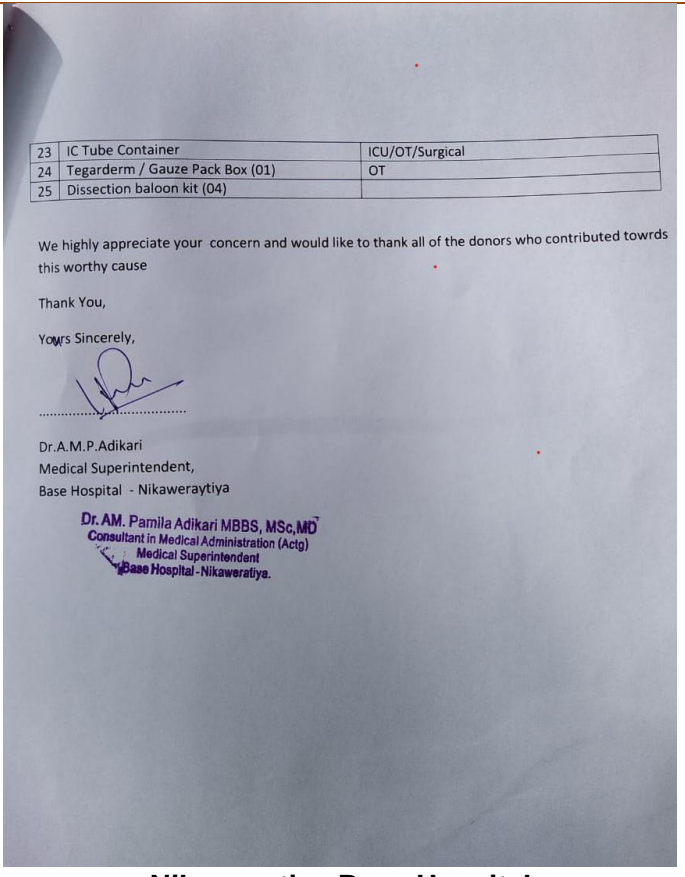 23 IC Tube Container ICU/OT/Surgical
24 Tegarderm / Gauze Pack Box (01) OT
25 Dissection baloon kit (04)
We highly appreciate your concern and would like to thank all of the donors who contributed towrds
this worthy cause
Thank You,
Yours Sincerely,
Dr.A.M.P.Adikari
Medical Superintendent,
Base Hospital - Nikaweraytiya
Dr. AM. Pamila Adikari MBBS, MSc,MD
Consultant in Medical Administration (Actg)
Medical Superintendent
Base Hospital-Nikaweratiya.